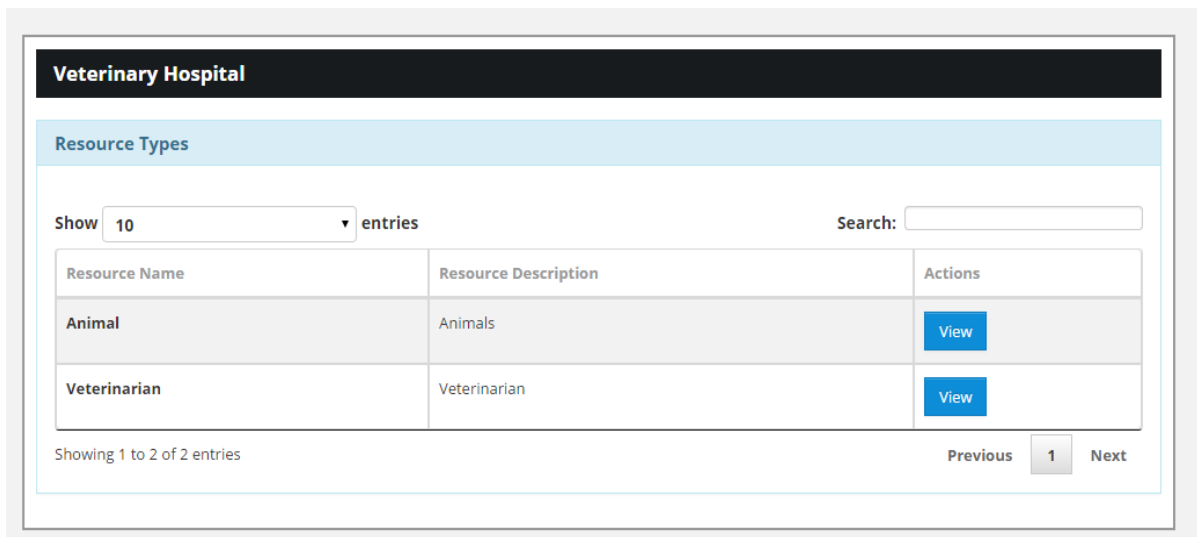 Veterinary Hospital
Resource Types
Show 10 entries Search:
Resource Name Resource Description Actions
Animal Animals View
Veterinarian Veterinarian View
Showing 1 to 2 of 2 entries Previous 1 Next